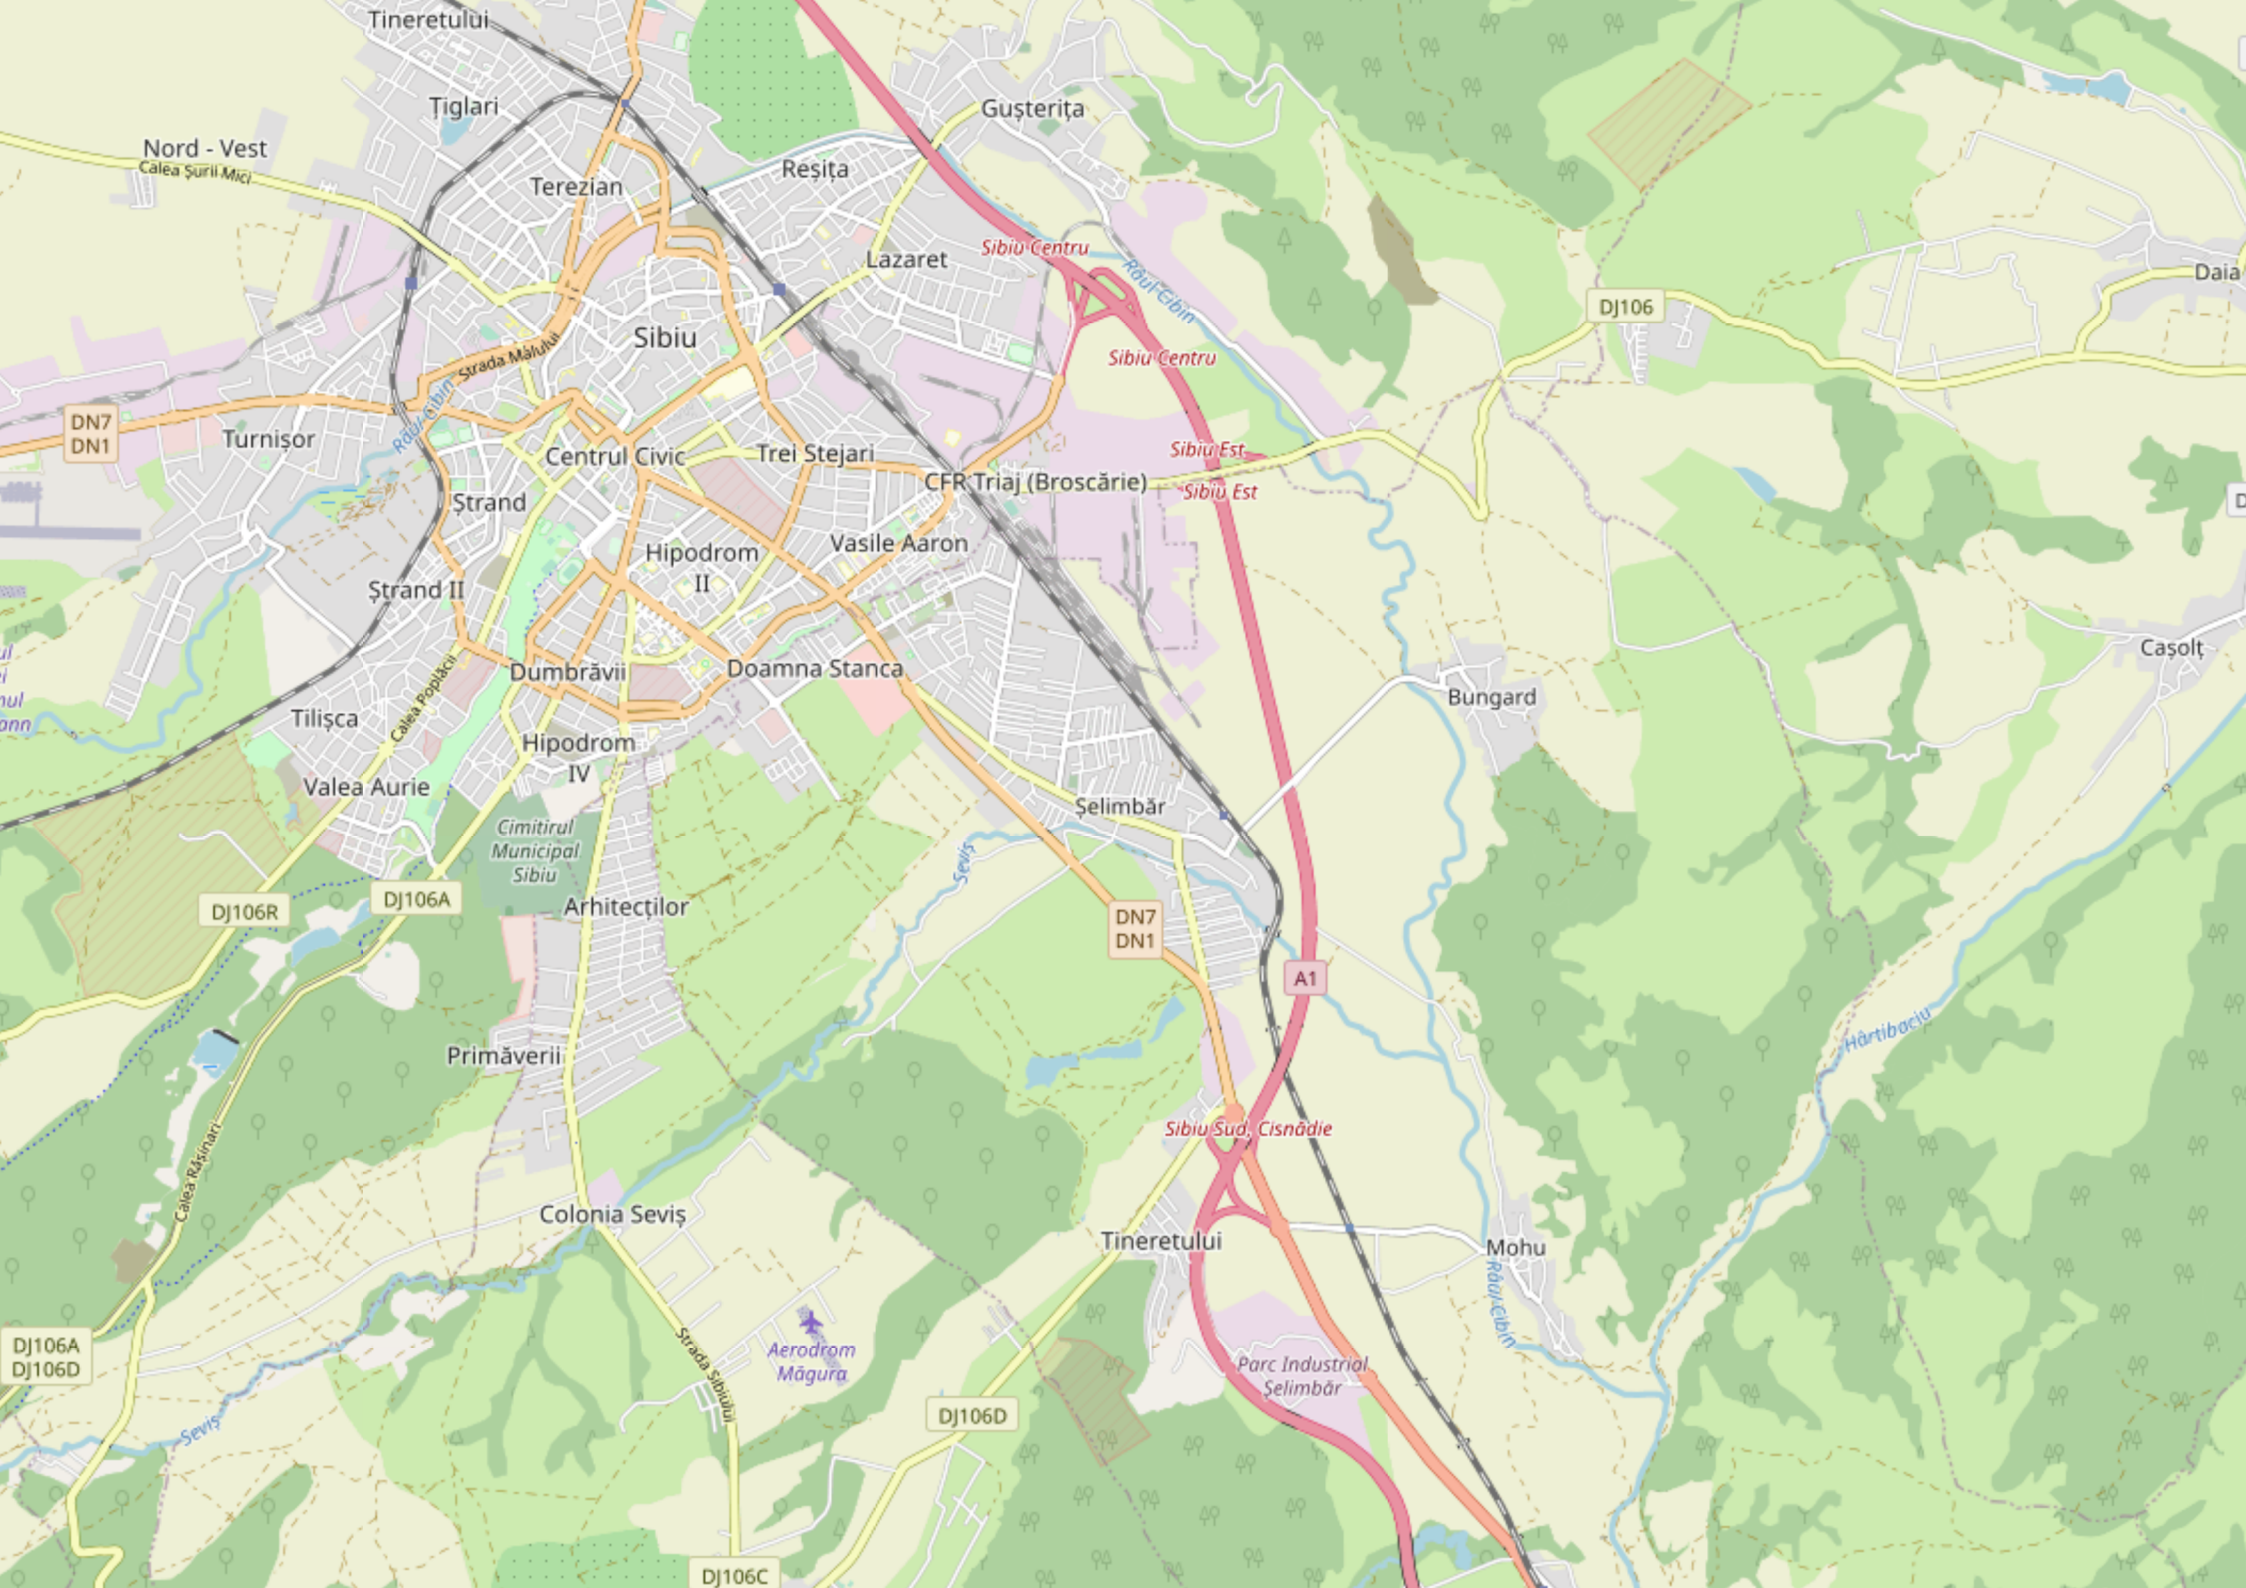 Tineretului
Țiglari
Gușterița
Nord - Vest
Calea Șurii Mici
Reșița
Terezian
Sibiu Centru
Lazaret
Râul Cibin
Daia
DJ106
Sibiu
Strada Malului
Sibiu Centru
DN7
DN1
Râul Cibin
Turnișor
Centrul Civic
Trei Stejari
Sibiu Est
CFR Triaj (Broscărie)
Sibiu Est
Ștrand
Hipodrom
II
Vasile Aaron
Ștrand II
Cașolț
Dumbrăvii
Doamna Stanca
Bungard
Calea Poplăcii
Tilișca
Hipodrom
IV
Valea Aurie
Șelimbăr
Cimitirul
Municipal
Sibiu
Seviș
DJ106R
DJ106A
Arhitecților
DN7
DN1
A1
Hârtibaciu
Primăverii
Sibiu Sud, Cisnădie
Calea Rășinari
Colonia Seviș
Tineretului
Mohu
Râul Cibin
DJ106A
DJ106D
Strada Sibiului
Aerodrom
Măgura
Parc Industrial
Șelimbăr
DJ106D
Seviș
DJ106C